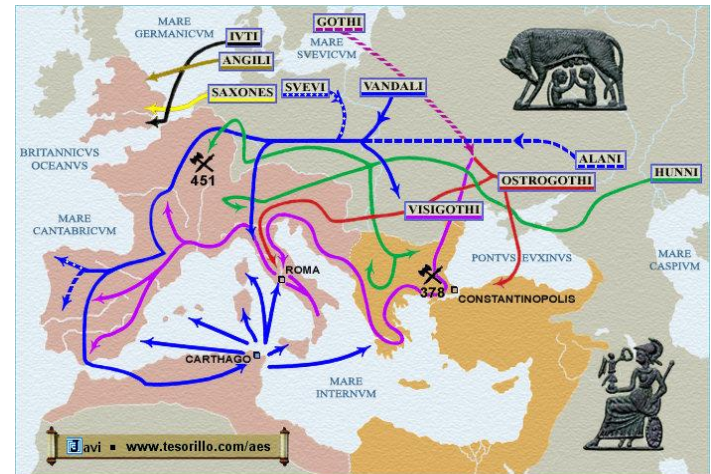 MARE
GERMANICVM
IVTI
GOTHI
MARE
SVEVICVM
ANGILI
SAXONES
SVEVI
VANDALI
BRITANNICVS
OCEANVS
451
ALANI
HUNNI
OSTROGOTHI
VISIGOTHI
MARE
CANTABRICVM
PONTVS EVXINVS
MARE
CASPIVM
ROMA
378
CONSTANTINOPOLIS
CARTHAGO
MARE
INTERNVM
avi ▪ www.tesorillo.com/aes